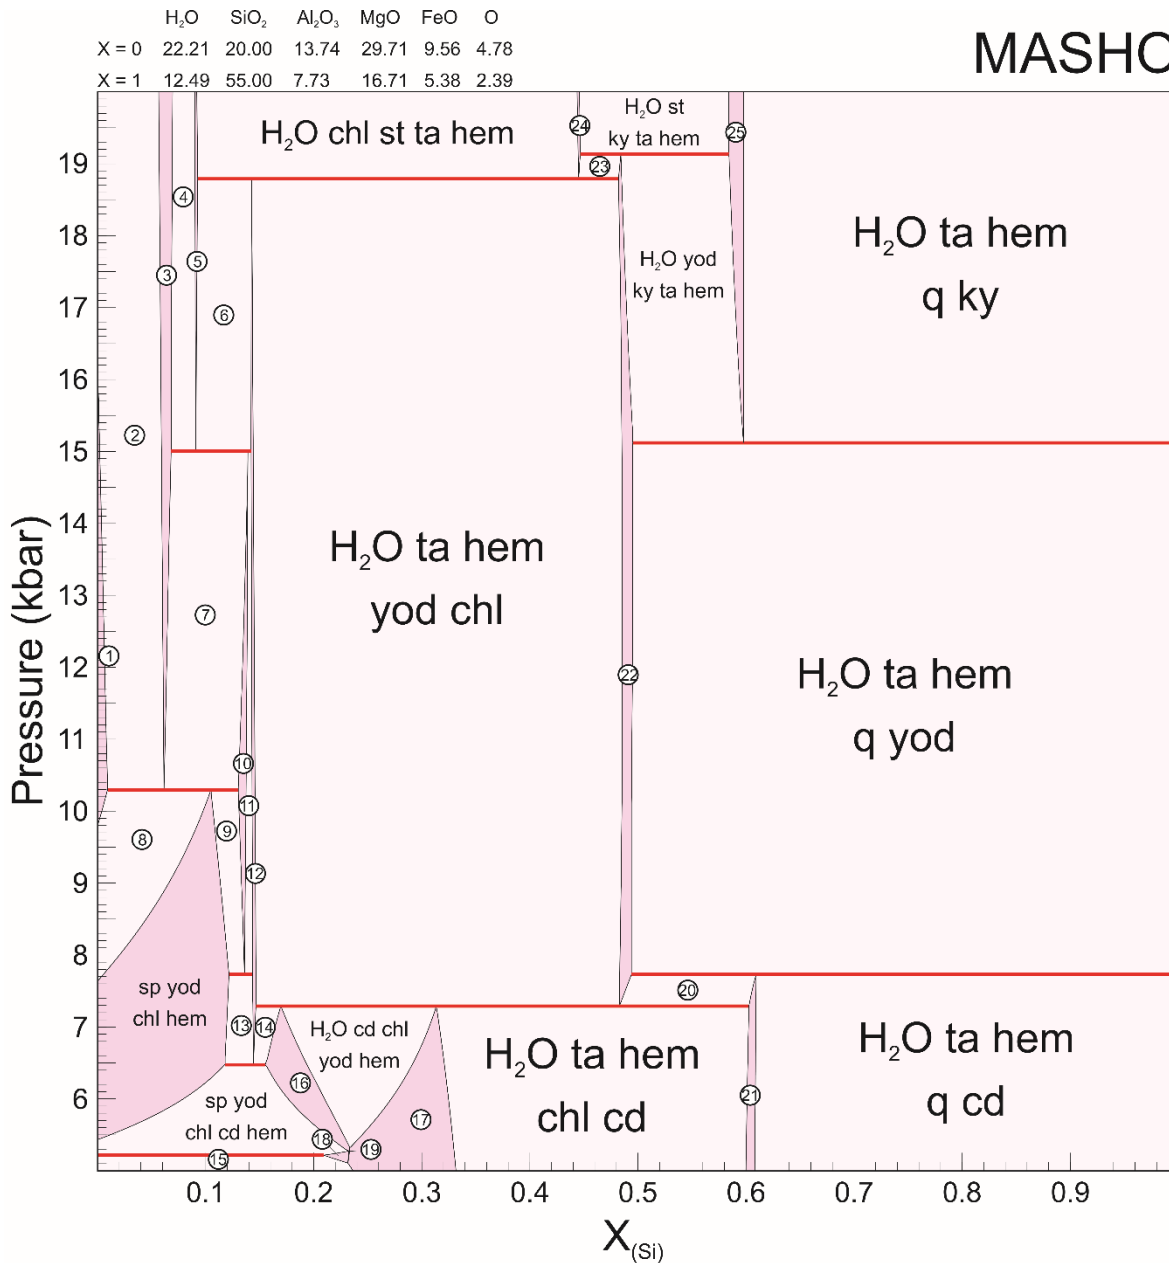 H₂O SiO₂ Al₂O₃ MgO FeO O
X = 0 22.21 20.00 13.74 29.71 9.56 4.78
X = 1 12.49 55.00 7.73 16.71 5.38 2.39
MASHO
24
H₂O st
ky ta hem
25
H₂O chl st ta hem
23
19
18
17
16
15
14
13
12
11
10
9
8
7
6
Pressure (kbar)
4
5
3
6
2
H₂O yod
ky ta hem
H₂O ta hem
q ky
H₂O ta hem
yod chl
7
1
22
H₂O ta hem
q yod
10
11
8
9
12
sp yod
chl hem
20
13
14
H₂O cd chl
yod hem
H₂O ta hem
chl cd
H₂O ta hem
q cd
16
17
21
sp yod
chl cd hem
18
19
15
0.1 0.2 0.3 0.4 0.5 0.6 0.7 0.8 0.9
X(Si)